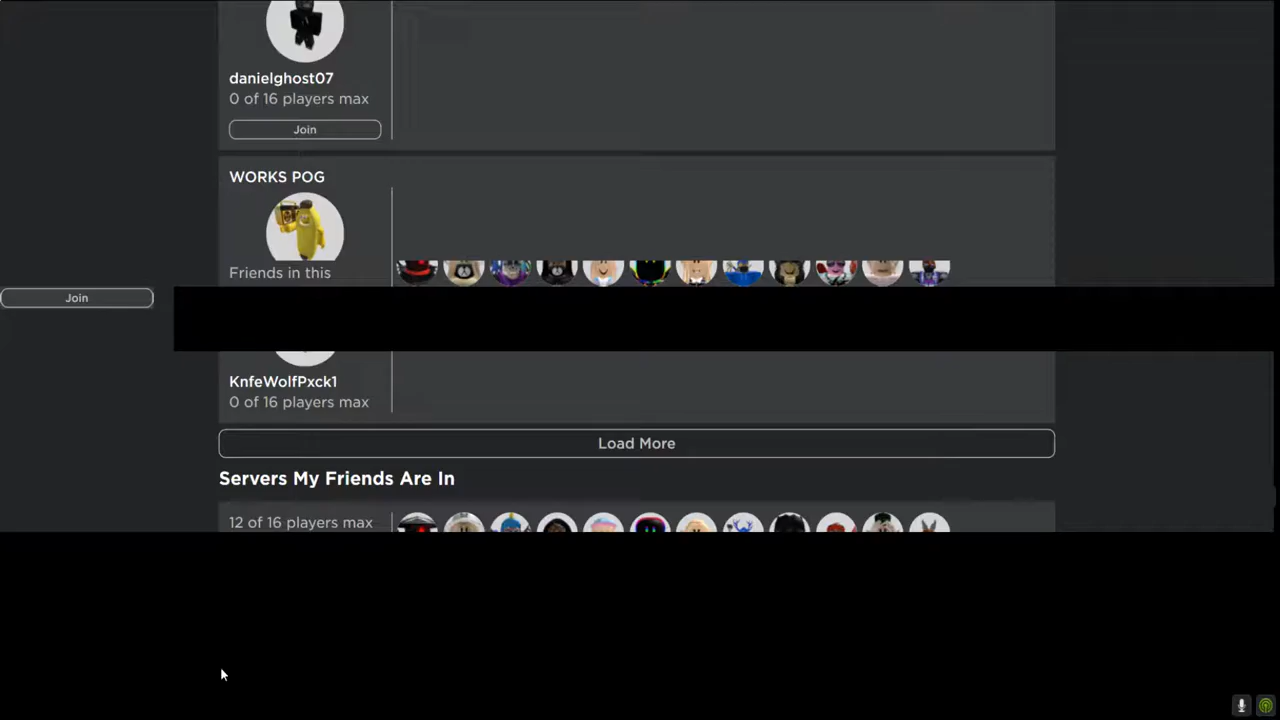 danielghost07
0 of 16 players max
Join
WORKS POG
Friends in this
Join
KnfeWolfPxck1
0 of 16 players max
Load More
Servers My Friends Are In
12 of 16 players max